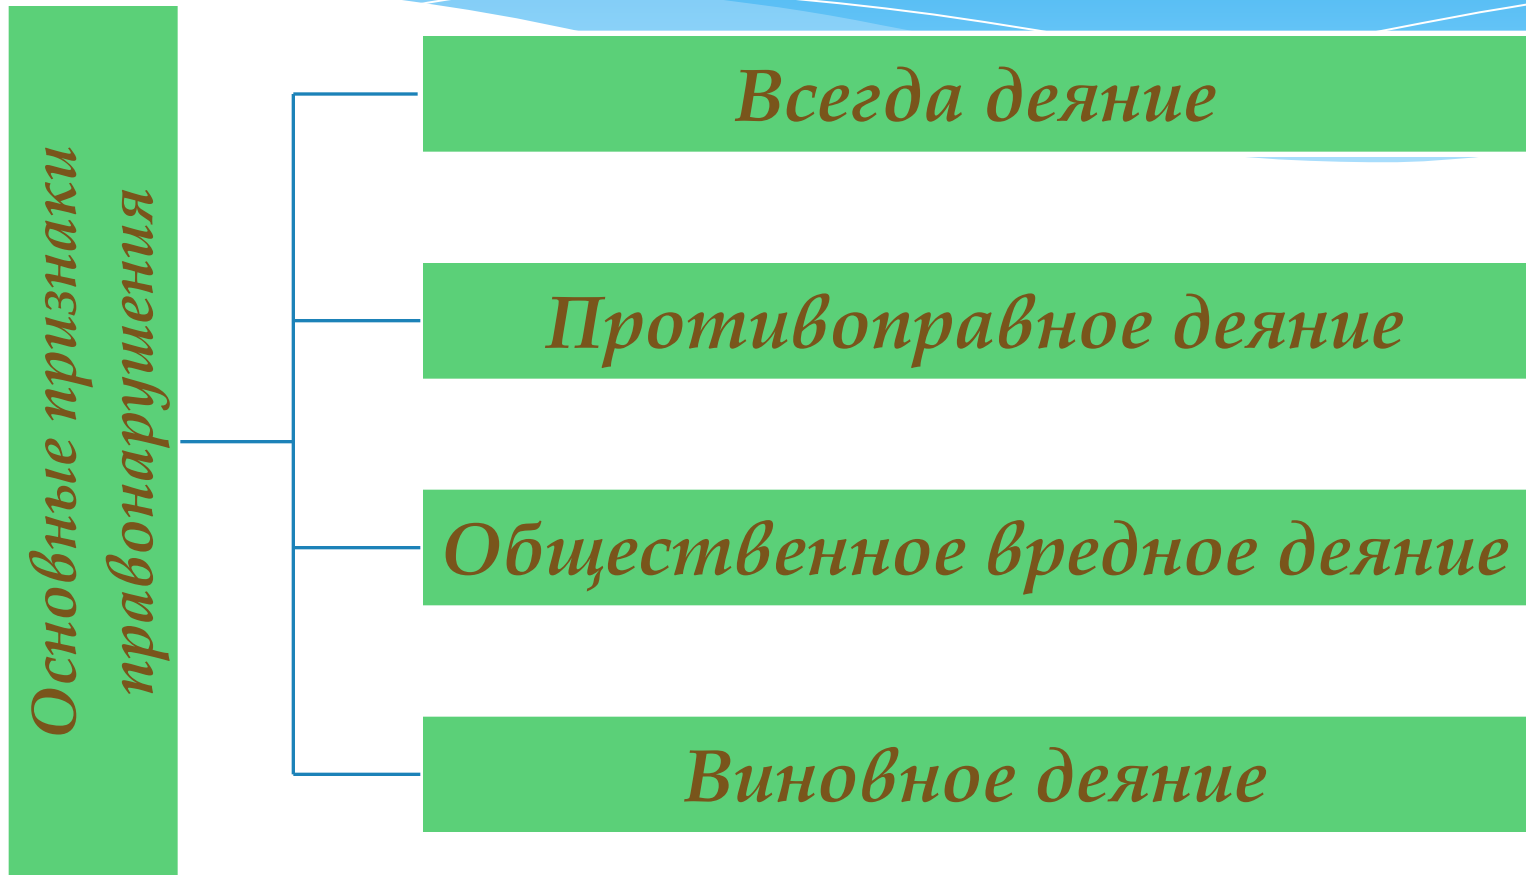 Основные признаки
правонарушения
Всегда деяние
Противоправное деяние
Общественное вредное деяние
Виновное деяние